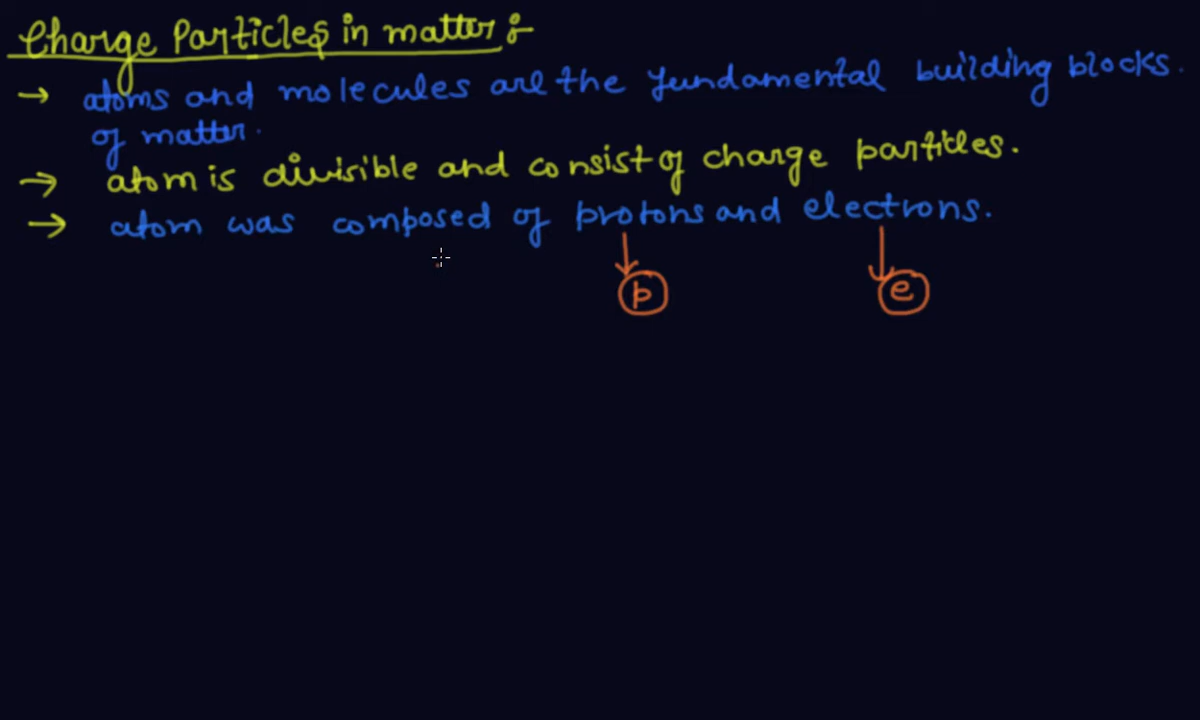 Charge Particles in matter :
→ atoms and molecules are the fundamental building blocks.
of matter.
→ atom is divisible and consist of charge particles.
→ atom was composed of protons and electrons.
p e